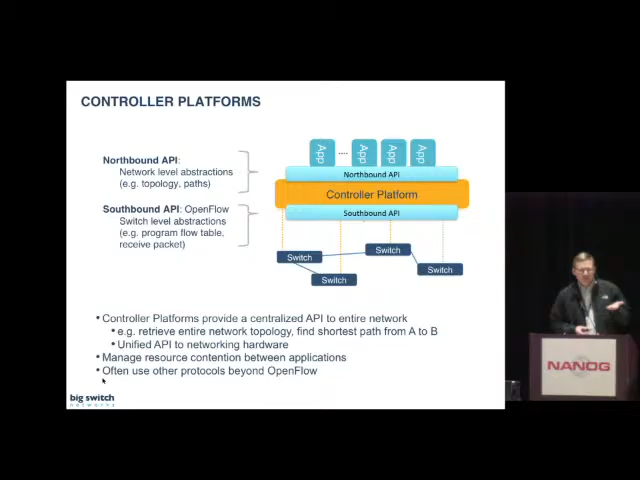 CONTROLLER PLATFORMS
Northbound API:
Network level abstractions
(e.g. topology, paths)
Southbound API: OpenFlow
Switch level abstractions
(e.g. program flow table,
receive packet)
App
....
App
App
App
Northbound API
Controller Platform
Southbound API
Switch
Switch
Switch
Switch
• Controller Platforms provide a centralized API to entire network
• e.g. retrieve entire network topology, find shortest path from A to B
• Unified API to networking hardware
• Manage resource contention between applications
• Often use other protocols beyond OpenFlow
big switch
networks
NANOG